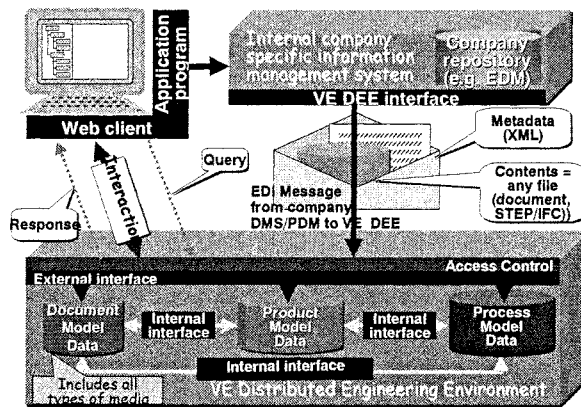 Application
program
Web client
Internal company
specific information
management system
Company
repository
(e.g. EDM)
VE DEE interface
Metadata
(XML)
Contents =
any file
(document,
STEP/IFC)
Query
Interaction
Response
EDI Message
from company
DMS/PDM to VE DEE
Access Control
External interface
Document
Model
Data
Internal
interface
Product
Model
Data
Internal
interface
Process
Model
Data
Internal interface
Includes all
types of media
VE Distributed Engineering Environment